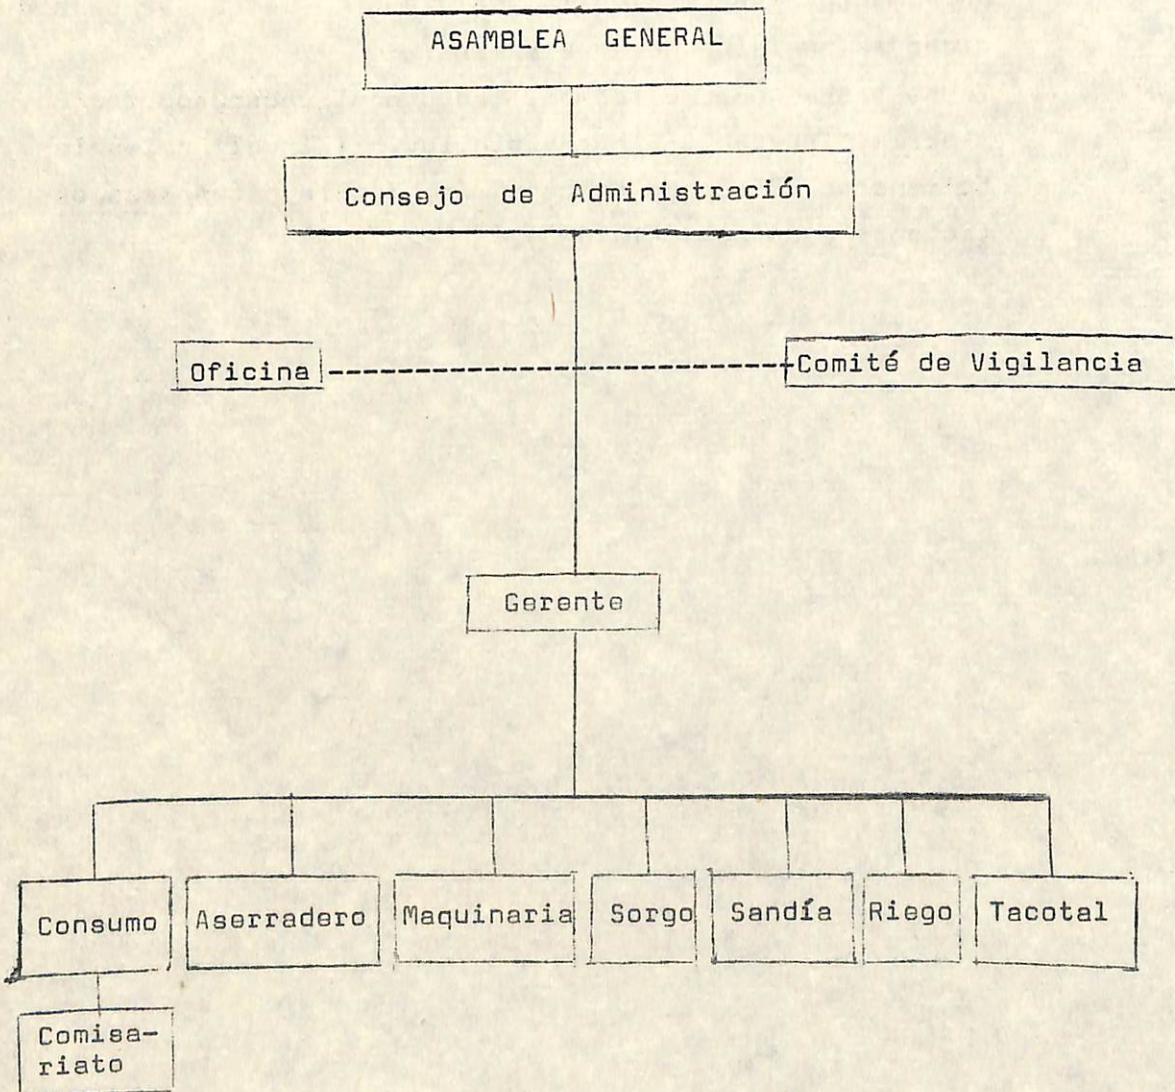 ASAMBLEA GENERAL
Consejo de Administración
Oficina
Comité de Vigilancia
Gerente
Consumo
Aserradero
Maquinaria
Sorgo
Sandía
Riego
Tacotal
Comisa-
riato